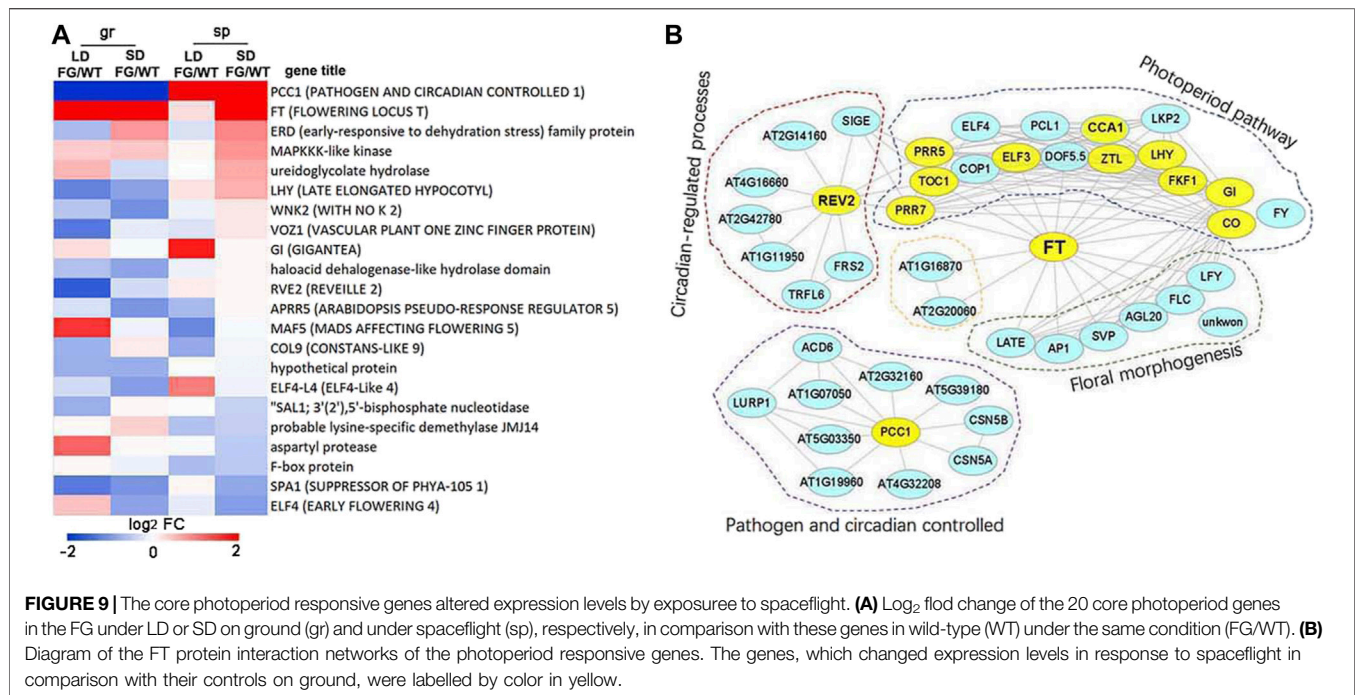 A
gr
sp
LD
SD
LD
SD
FG/WT
FG/WT
FG/WT
FG/WT
gene title
PCC1 (PATHOGEN AND CIRCADIAN CONTROLLED 1)
FT (FLOWERING LOCUS T)
ERD (early-responsive to dehydration stress) family protein
MAPKKK-like kinase
ureidoglycolate hydrolase
LHY (LATE ELONGATED HYPOCOTYL)
WNK2 (WITH NO K 2)
VOZ1 (VASCULAR PLANT ONE ZINC FINGER PROTEIN)
GI (GIGANTEA)
haloacid dehalogenase-like hydrolase domain
RVE2 (REVEILLE 2)
APRR5 (ARABIDOPSIS PSEUDO-RESPONSE REGULATOR 5)
MAF5 (MADS AFFECTING FLOWERING 5)
COL9 (CONSTANS-LIKE 9)
hypothetical protein
ELF4-L4 (ELF4-Like 4)
"SAL1; 3'(2'),5'-bisphosphate nucleotidase
probable lysine-specific demethylase JMJ14
aspartyl protease
F-box protein
SPA1 (SUPPRESSOR OF PHYA-105 1)
ELF4 (EARLY FLOWERING 4)
log2 FC
-2
0
2
B
Circadian-regulated processes
SIGE
AT2G14160
AT4G16660
REV2
AT2G42780
AT1G11950
FRS2
TRFL6
Photoperiod pathway
ELF4
PCL1
CCA1
LKP2
PRR5
COP1
ELF3
DOF5.5
ZTL
LHY
TOC1
FKF1
GI
PRR7
CO
FY
FT
AT1G16870
AT2G20060
LFY
FLC
AGL20
unkwon
SVP
LATE
AP1
Floral morphogenesis
ACD6
AT2G32160
AT1G07050
AT5G39180
LURP1
CSN5B
PCC1
AT5G03350
CSN5A
AT1G19960
AT4G32208
Pathogen and circadian controlled
FIGURE 9 | The core photoperiod responsive genes altered expression levels by exposuree to spaceflight. (A) Log2 flod change of the 20 core photoperiod genes
in the FG under LD or SD on ground (gr) and under spaceflight (sp), respectively, in comparison with these genes in wild-type (WT) under the same condition (FG/WT). (B)
Diagram of the FT protein interaction networks of the photoperiod responsive genes. The genes, which changed expression levels in response to spaceflight in
comparison with their controls on ground, were labelled by color in yellow.